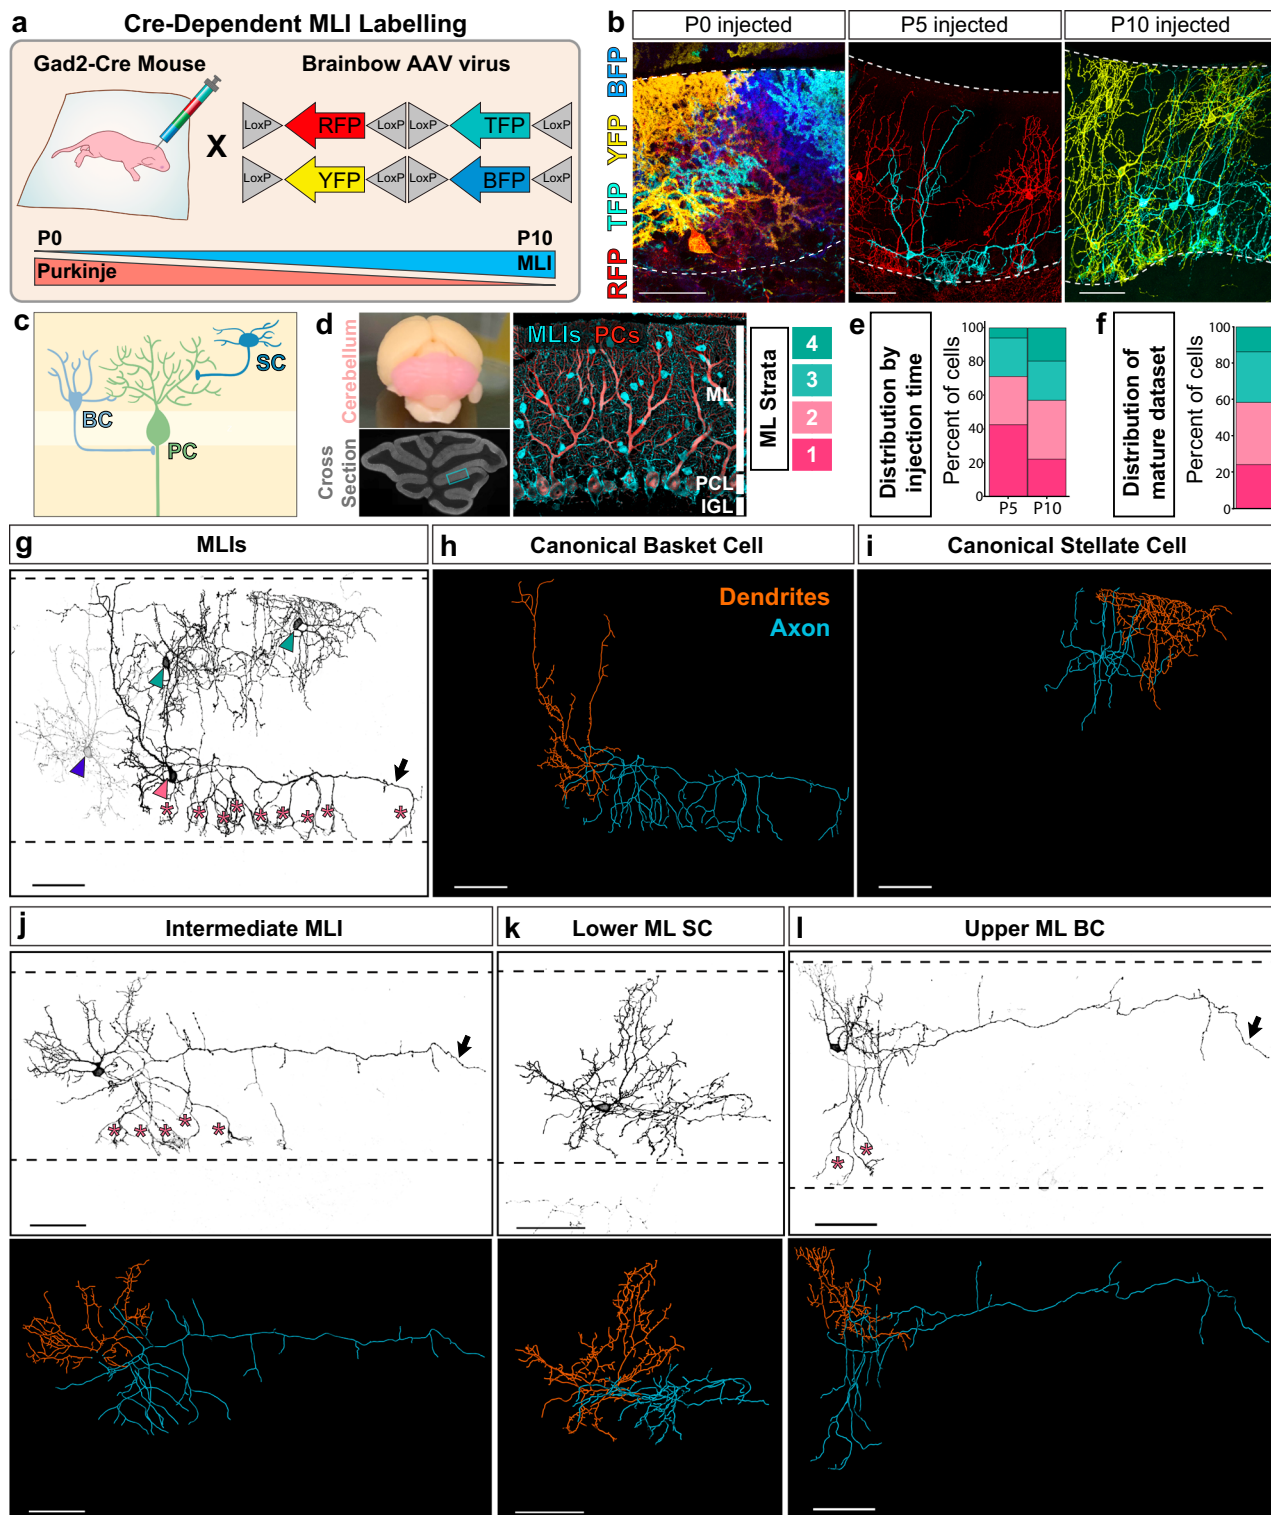 a Cre-Dependent MLI Labelling
Gad2-Cre Mouse
Brainbow AAV virus
X
LoxP RFP LoxP LoxP TFP LoxP
LoxP YFP LoxP LoxP BFP LoxP
P0 P10
Purkinje MLI
b P0 injected P5 injected P10 injected
RFP TFP YFP BFP
c
SC
BC
PC
d
Cerebellum
Cross
Section
MLIs PCs
ML
PCL
IGL
ML Strata
4
3
2
1
e
Distribution by
injection time
Percent of cells
100
80
60
40
20
0
P5 P10
f
Distribution of
mature dataset
Percent of cells
100
80
60
40
20
0
g MLIs
* * * * * * * * *
h Canonical Basket Cell
Dendrites
Axon
i Canonical Stellate Cell
j Intermediate MLI
* * * * *
k Lower ML SC
l Upper ML BC
* *